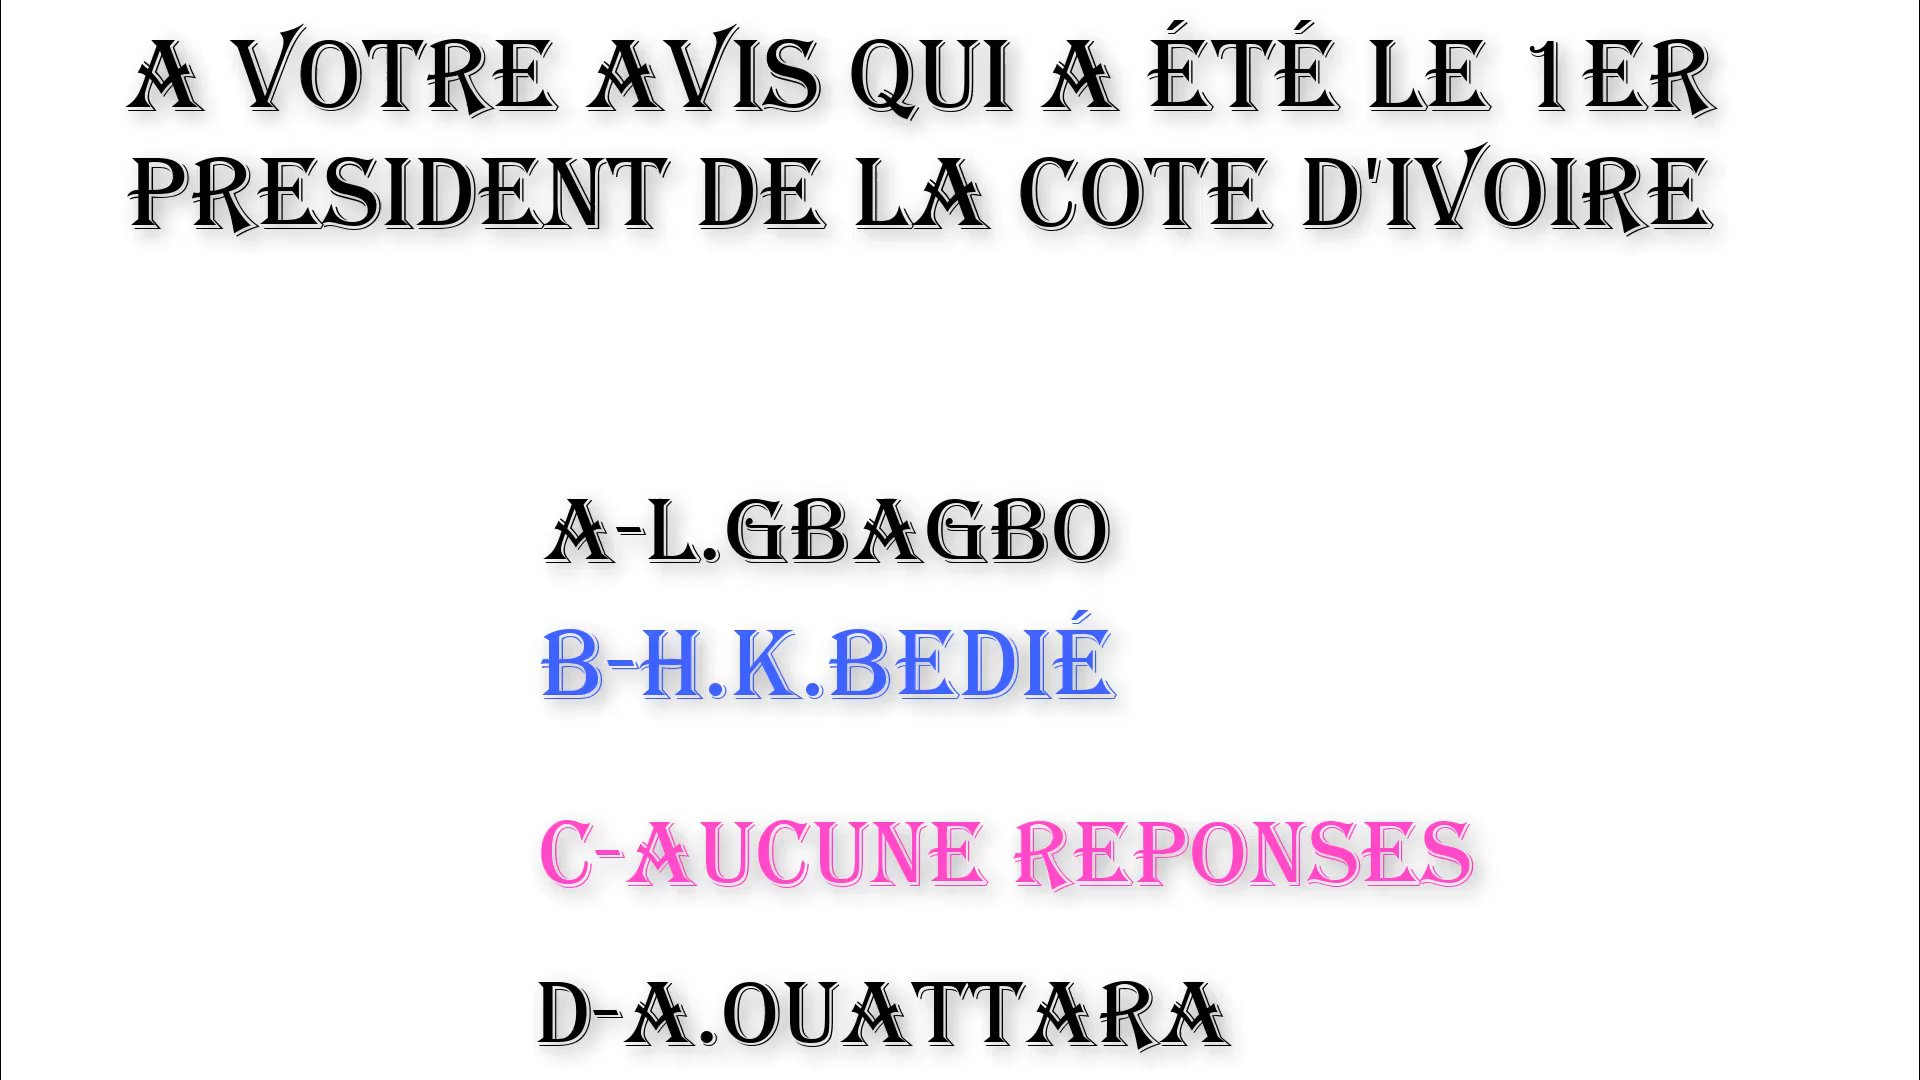 A VOTRE AVIS QUI A ÉTÉ LE 1ER
PRESIDENT DE LA COTE D'IVOIRE
A-L.GBAGBO
B-H.K.BEDIÉ
C-AUCUNE REPONSES
D-A.OUATTARA